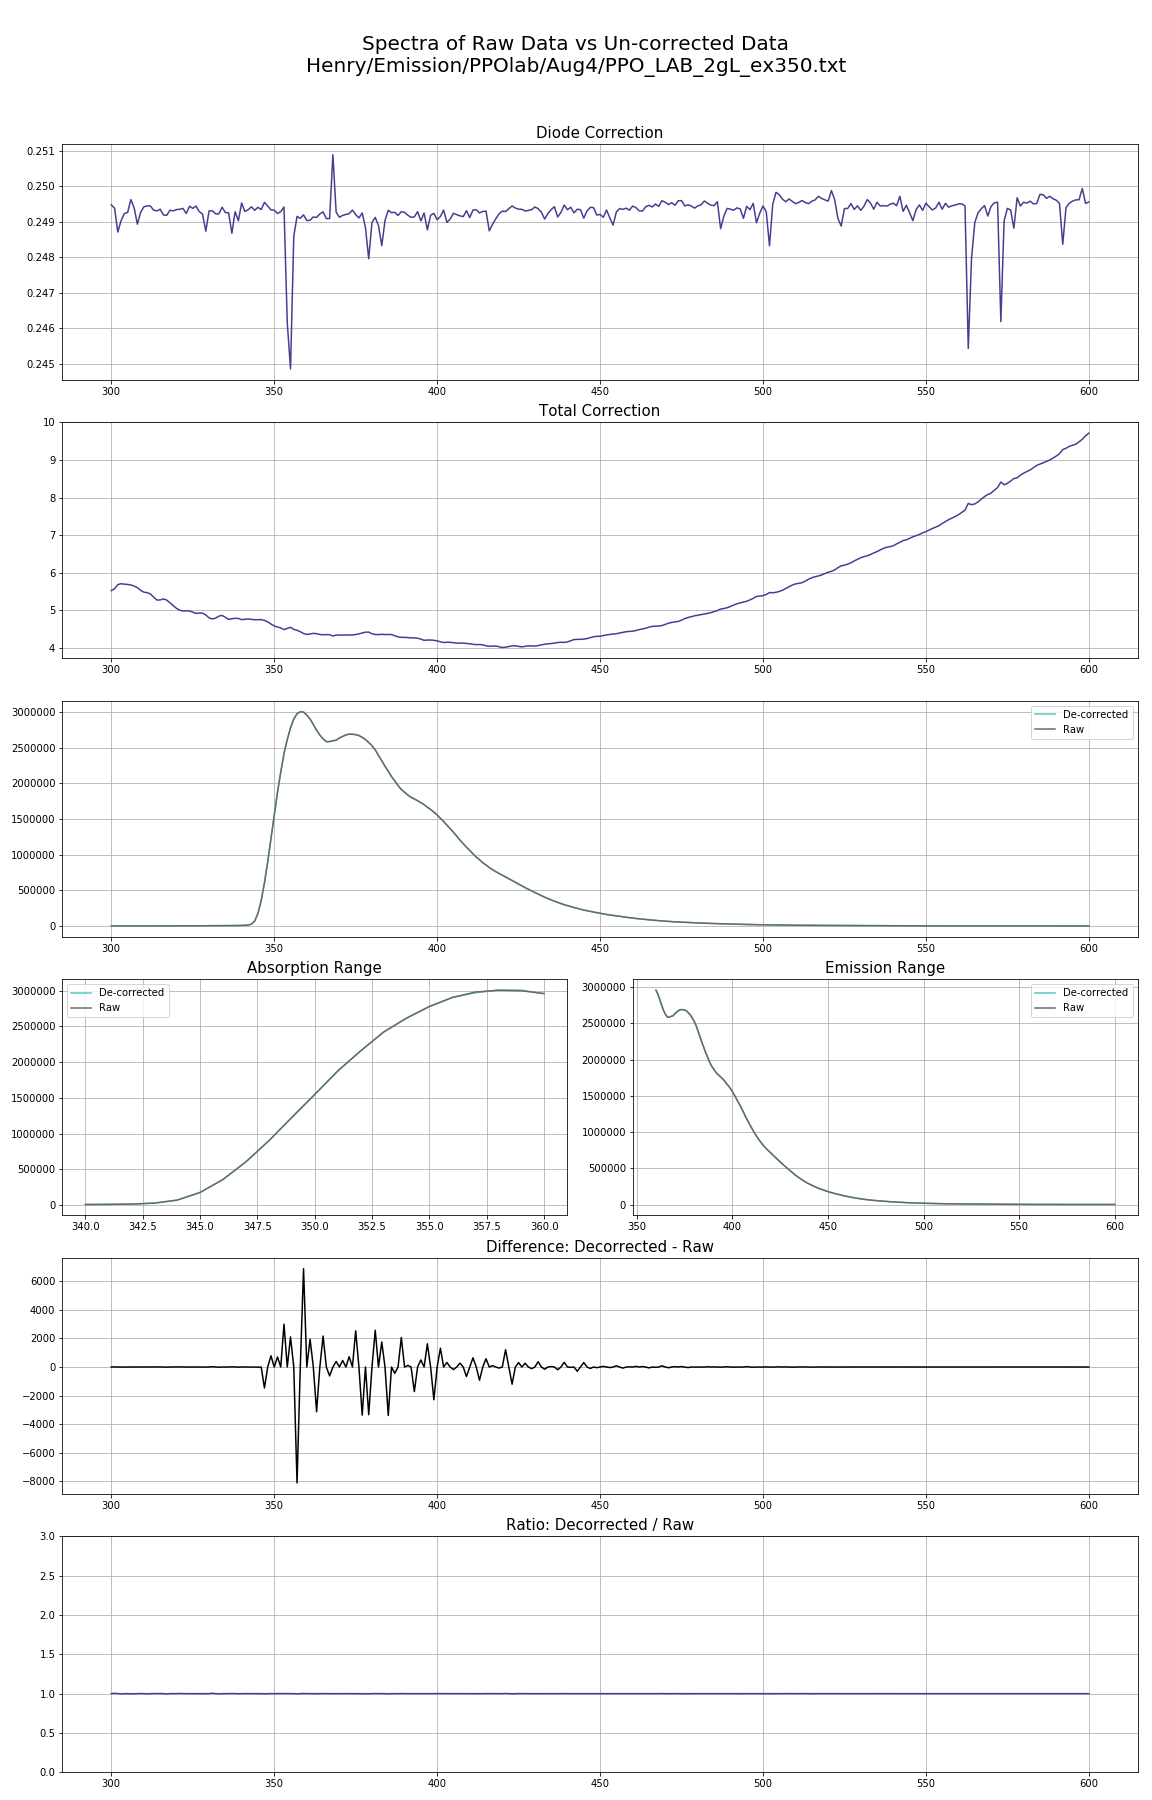 Spectra of Raw Data vs Un-corrected Data
Henry/Emission/PPOlab/Aug4/PPO_LAB_2gL_ex350.txt
Diode Correction
0.251
0.250
0.249
0.248
0.247
0.246
0.245
300 350 400 450 500 550 600
Total Correction
10
9
8
7
6
5
4
300 350 400 450 500 550 600
3000000
2500000
2000000
1500000
1000000
500000
0
De-corrected
Raw
300 350 400 450 500 550 600
Absorption Range
3000000
2500000
2000000
1500000
1000000
500000
0
De-corrected
Raw
340.0 342.5 345.0 347.5 350.0 352.5 355.0 357.5 360.0
Emission Range
3000000
2500000
2000000
1500000
1000000
500000
0
De-corrected
Raw
350 400 450 500 550 600
Difference: Decorrected - Raw
6000
4000
2000
0
−2000
−4000
−6000
−8000
300 350 400 450 500 550 600
Ratio: Decorrected / Raw
3.0
2.5
2.0
1.5
1.0
0.5
0.0
300 350 400 450 500 550 600